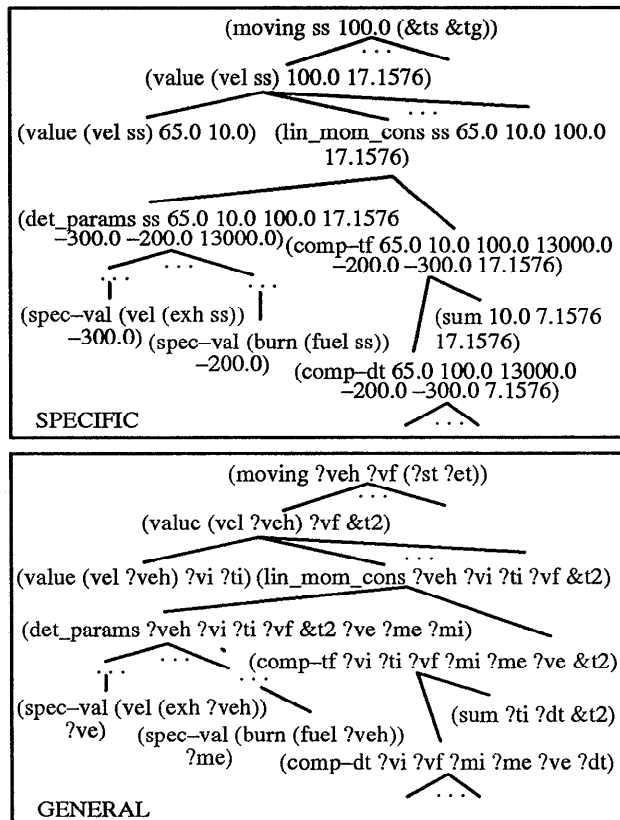 (moving ss 100.0 (&ts &tg))
. . .
(value (vel ss) 100.0 17.1576)
. . .
(value (vel ss) 65.0 10.0) (lin_mom_cons ss 65.0 10.0 100.0
17.1576)
(det_params ss 65.0 10.0 100.0 17.1576
−300.0 −200.0 13000.0) (comp−tf 65.0 10.0 100.0 13000.0
−200.0 −300.0 17.1576)
. . . . . . . . .
(spec−val (vel (exh ss))
−300.0) (spec−val (burn (fuel ss))
−200.0)
(sum 10.0 7.1576
17.1576)
(comp−dt 65.0 100.0 13000.0
−200.0 −300.0 7.1576)
. . .
SPECIFIC
(moving ?veh ?vf (?st ?et))
. . .
(value (vel ?veh) ?vf &t2)
. . .
(value (vel ?veh) ?vi ?ti) (lin_mom_cons ?veh ?vi ?ti ?vf &t2)
(det_params ?veh ?vi ?ti ?vf &t2 ?ve ?me ?mi)
. . . . . . . . . (comp−tf ?vi ?ti ?vf ?mi ?me ?ve &t2)
(spec−val (vel (exh ?veh))
?ve) (spec−val (burn (fuel ?veh))
?me)
(sum ?ti ?dt &t2)
(comp−dt ?vi ?vf ?mi ?me ?ve ?dt)
. . .
GENERAL